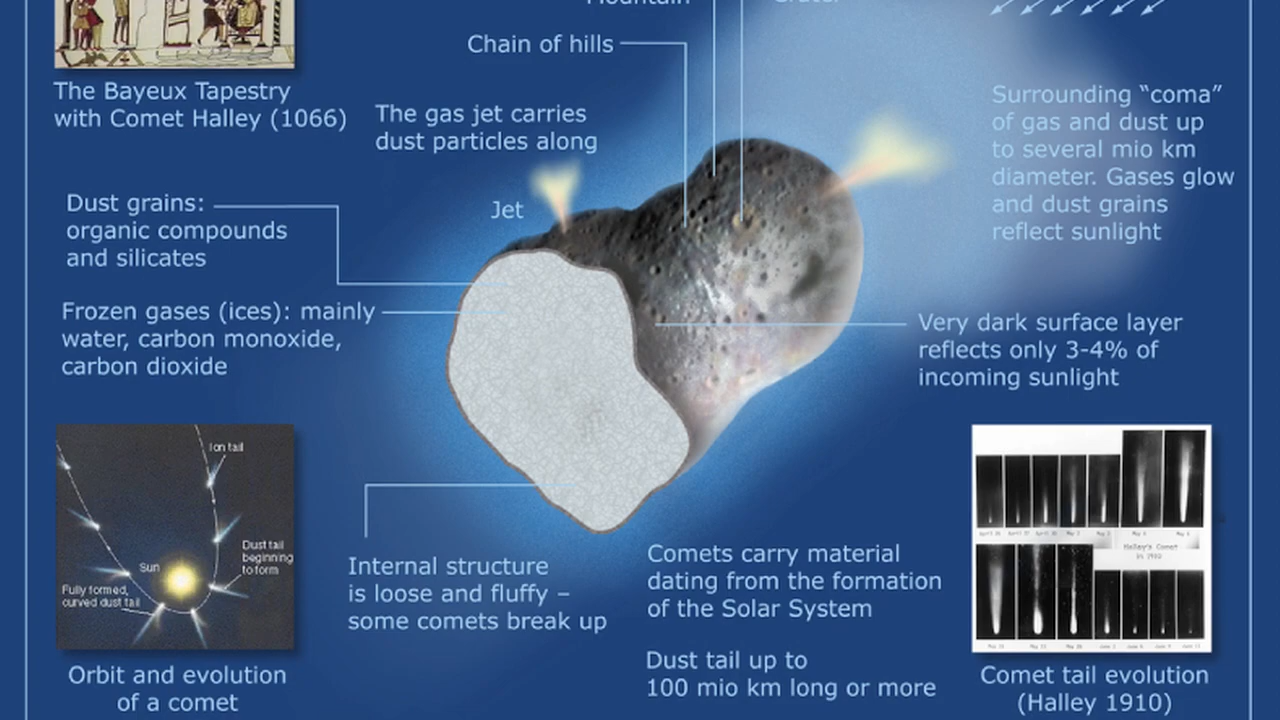 Mountain
Crater
Chain of hills
The Bayeux Tapestry
with Comet Halley (1066)
The gas jet carries
dust particles along
Surrounding “coma”
of gas and dust up
to several mio km
diameter. Gases glow
and dust grains
reflect sunlight
Jet
Dust grains:
organic compounds
and silicates
Frozen gases (ices): mainly
water, carbon monoxide,
carbon dioxide
Very dark surface layer
reflects only 3-4% of
incoming sunlight
Ion tail
Dust tail
beginning
to form
Sun
Fully formed,
curved dust tail
Orbit and evolution
of a comet
Internal structure
is loose and fluffy –
some comets break up
Comets carry material
dating from the formation
of the Solar System
Dust tail up to
100 mio km long or more
Halley's Comet
in 1910
Comet tail evolution
(Halley 1910)